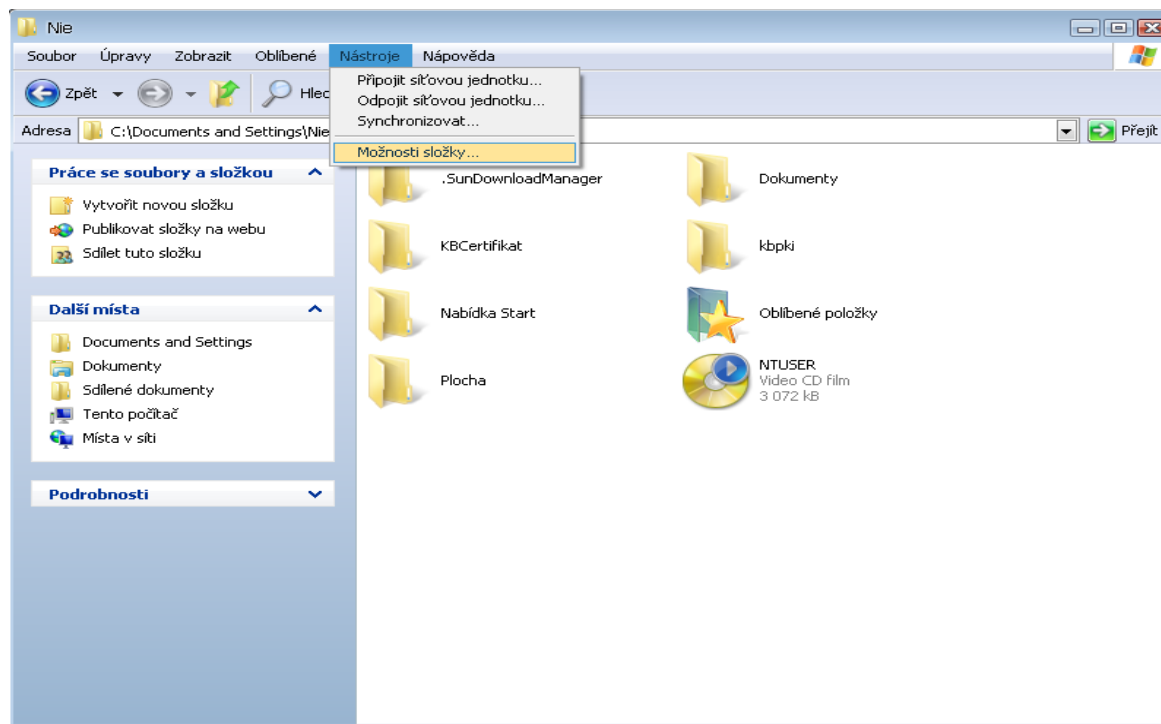 Nie
Soubor Úpravy Zobrazit Oblíbené Nástroje Nápověda
Připojit síťovou jednotku...
Odpojit síťovou jednotku...
Synchronizovat...
Možnosti složky...
Zpět Hled
Adresa C:\Documents and Settings\Nie Přejít
Práce se soubory a složkou
Vytvořit novou složku
Publikovat složky na webu
Sdílet tuto složku
Další místa
Documents and Settings
Dokumenty
Sdílené dokumenty
Tento počítač
Místa v síti
Podrobnosti
.SunDownloadManager Dokumenty
KBCertifikat kbpki
Nabídka Start Oblíbené položky
Plocha NTUSER
Video CD film
3 072 kB